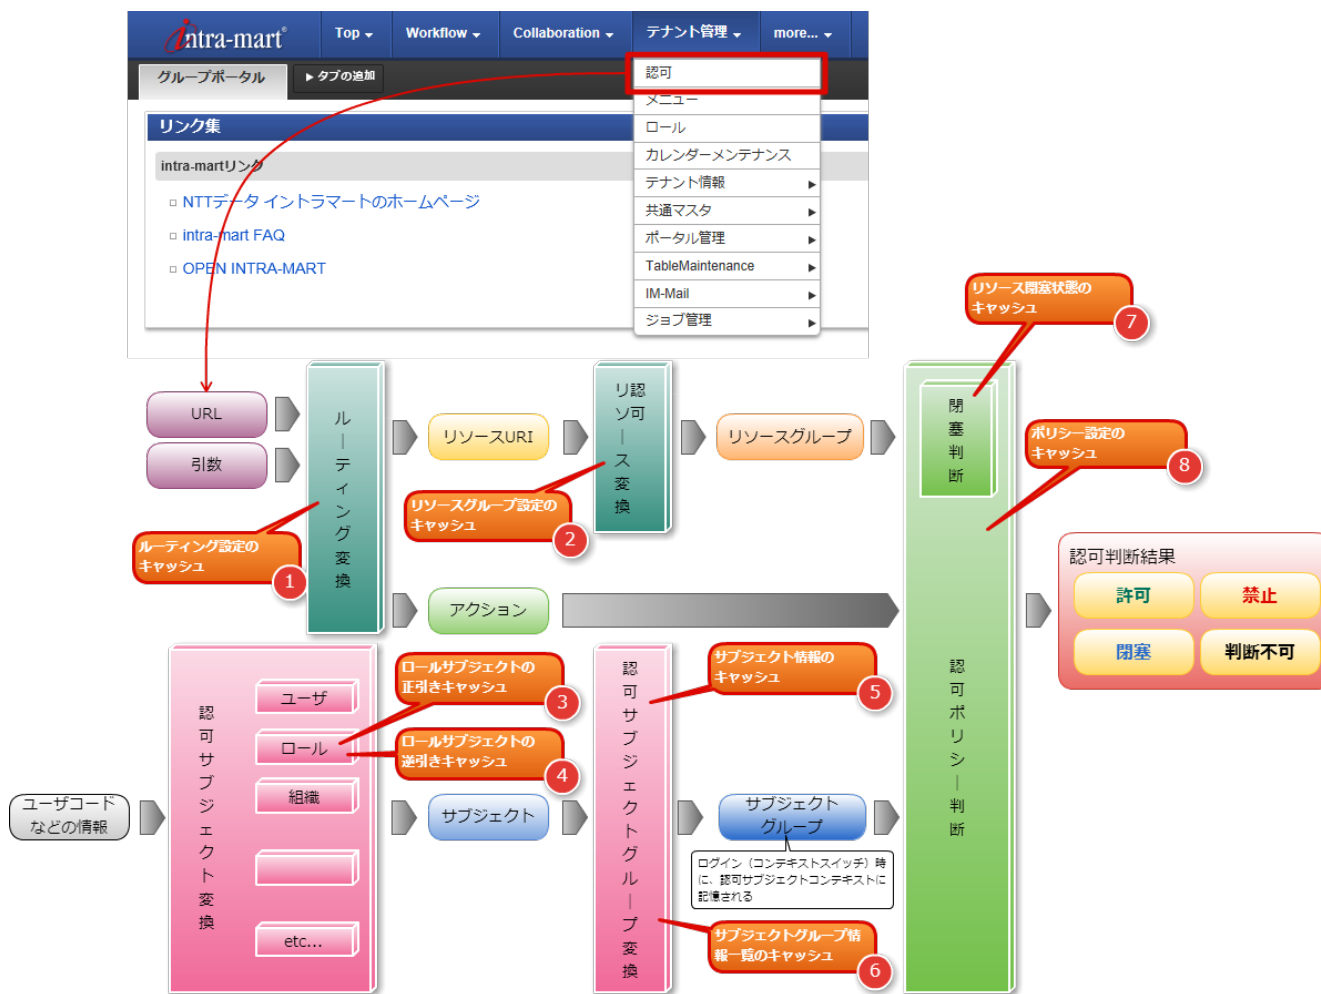 intra-mart®
Top
Workflow
Collaboration
テナント管理
more...
グループポータル
タブの追加
認可
メニュー
ロール
カレンダーメンテナンス
テナント情報
共通マスタ
ポータル管理
TableMaintenance
IM-Mail
ジョブ管理
リンク集
intra-martリンク
NTTデータ イントラマートのホームページ
intra-mart FAQ
OPEN INTRA-MART
リソース閉塞状態の
キャッシュ
7
URL
引数
ルーティング変換
リソースURI
認可
リソース変換
リソースグループ
閉塞判断
ポリシー設定の
キャッシュ
8
リソースグループ設定の
キャッシュ
2
ルーティング設定の
キャッシュ
1
アクション
認可判断結果
許可
禁止
閉塞
判断不可
認可ポリシー判断
ユーザコード
などの情報
認可サブジェクト変換
ユーザ
ロール
組織
etc...
ロールサブジェクトの
正引きキャッシュ
3
ロールサブジェクトの
逆引きキャッシュ
4
サブジェクト
認可サブジェクトグループ変換
サブジェクト情報の
キャッシュ
5
サブジェクト
グループ
ログイン（コンテキストスイッチ）時
に、認可サブジェクトコンテキストに
記憶される
サブジェクトグループ情
報一覧のキャッシュ
6